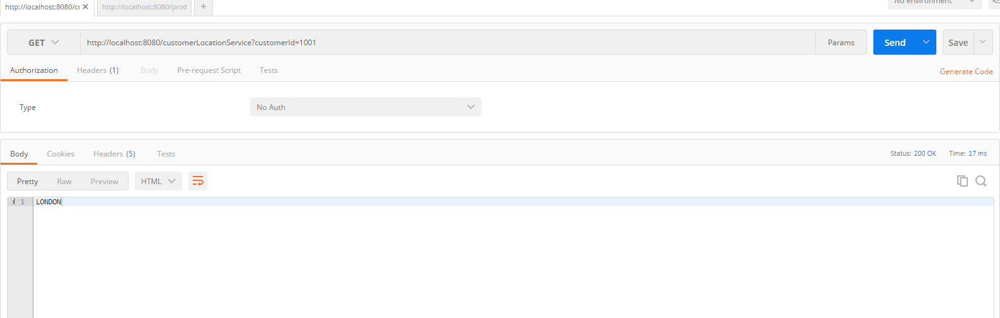 http://localhost:8080/cu ✕ http://localhost:8080/prod +
No environment
GET http://localhost:8080/customerLocationService?customerId=1001 Params Send Save
Authorization Headers (1) Body Pre-request Script Tests Generate Code
Type No Auth
Body Cookies Headers (5) Tests Status: 200 OK Time: 17 ms
Pretty Raw Preview HTML
i 1 LONDON